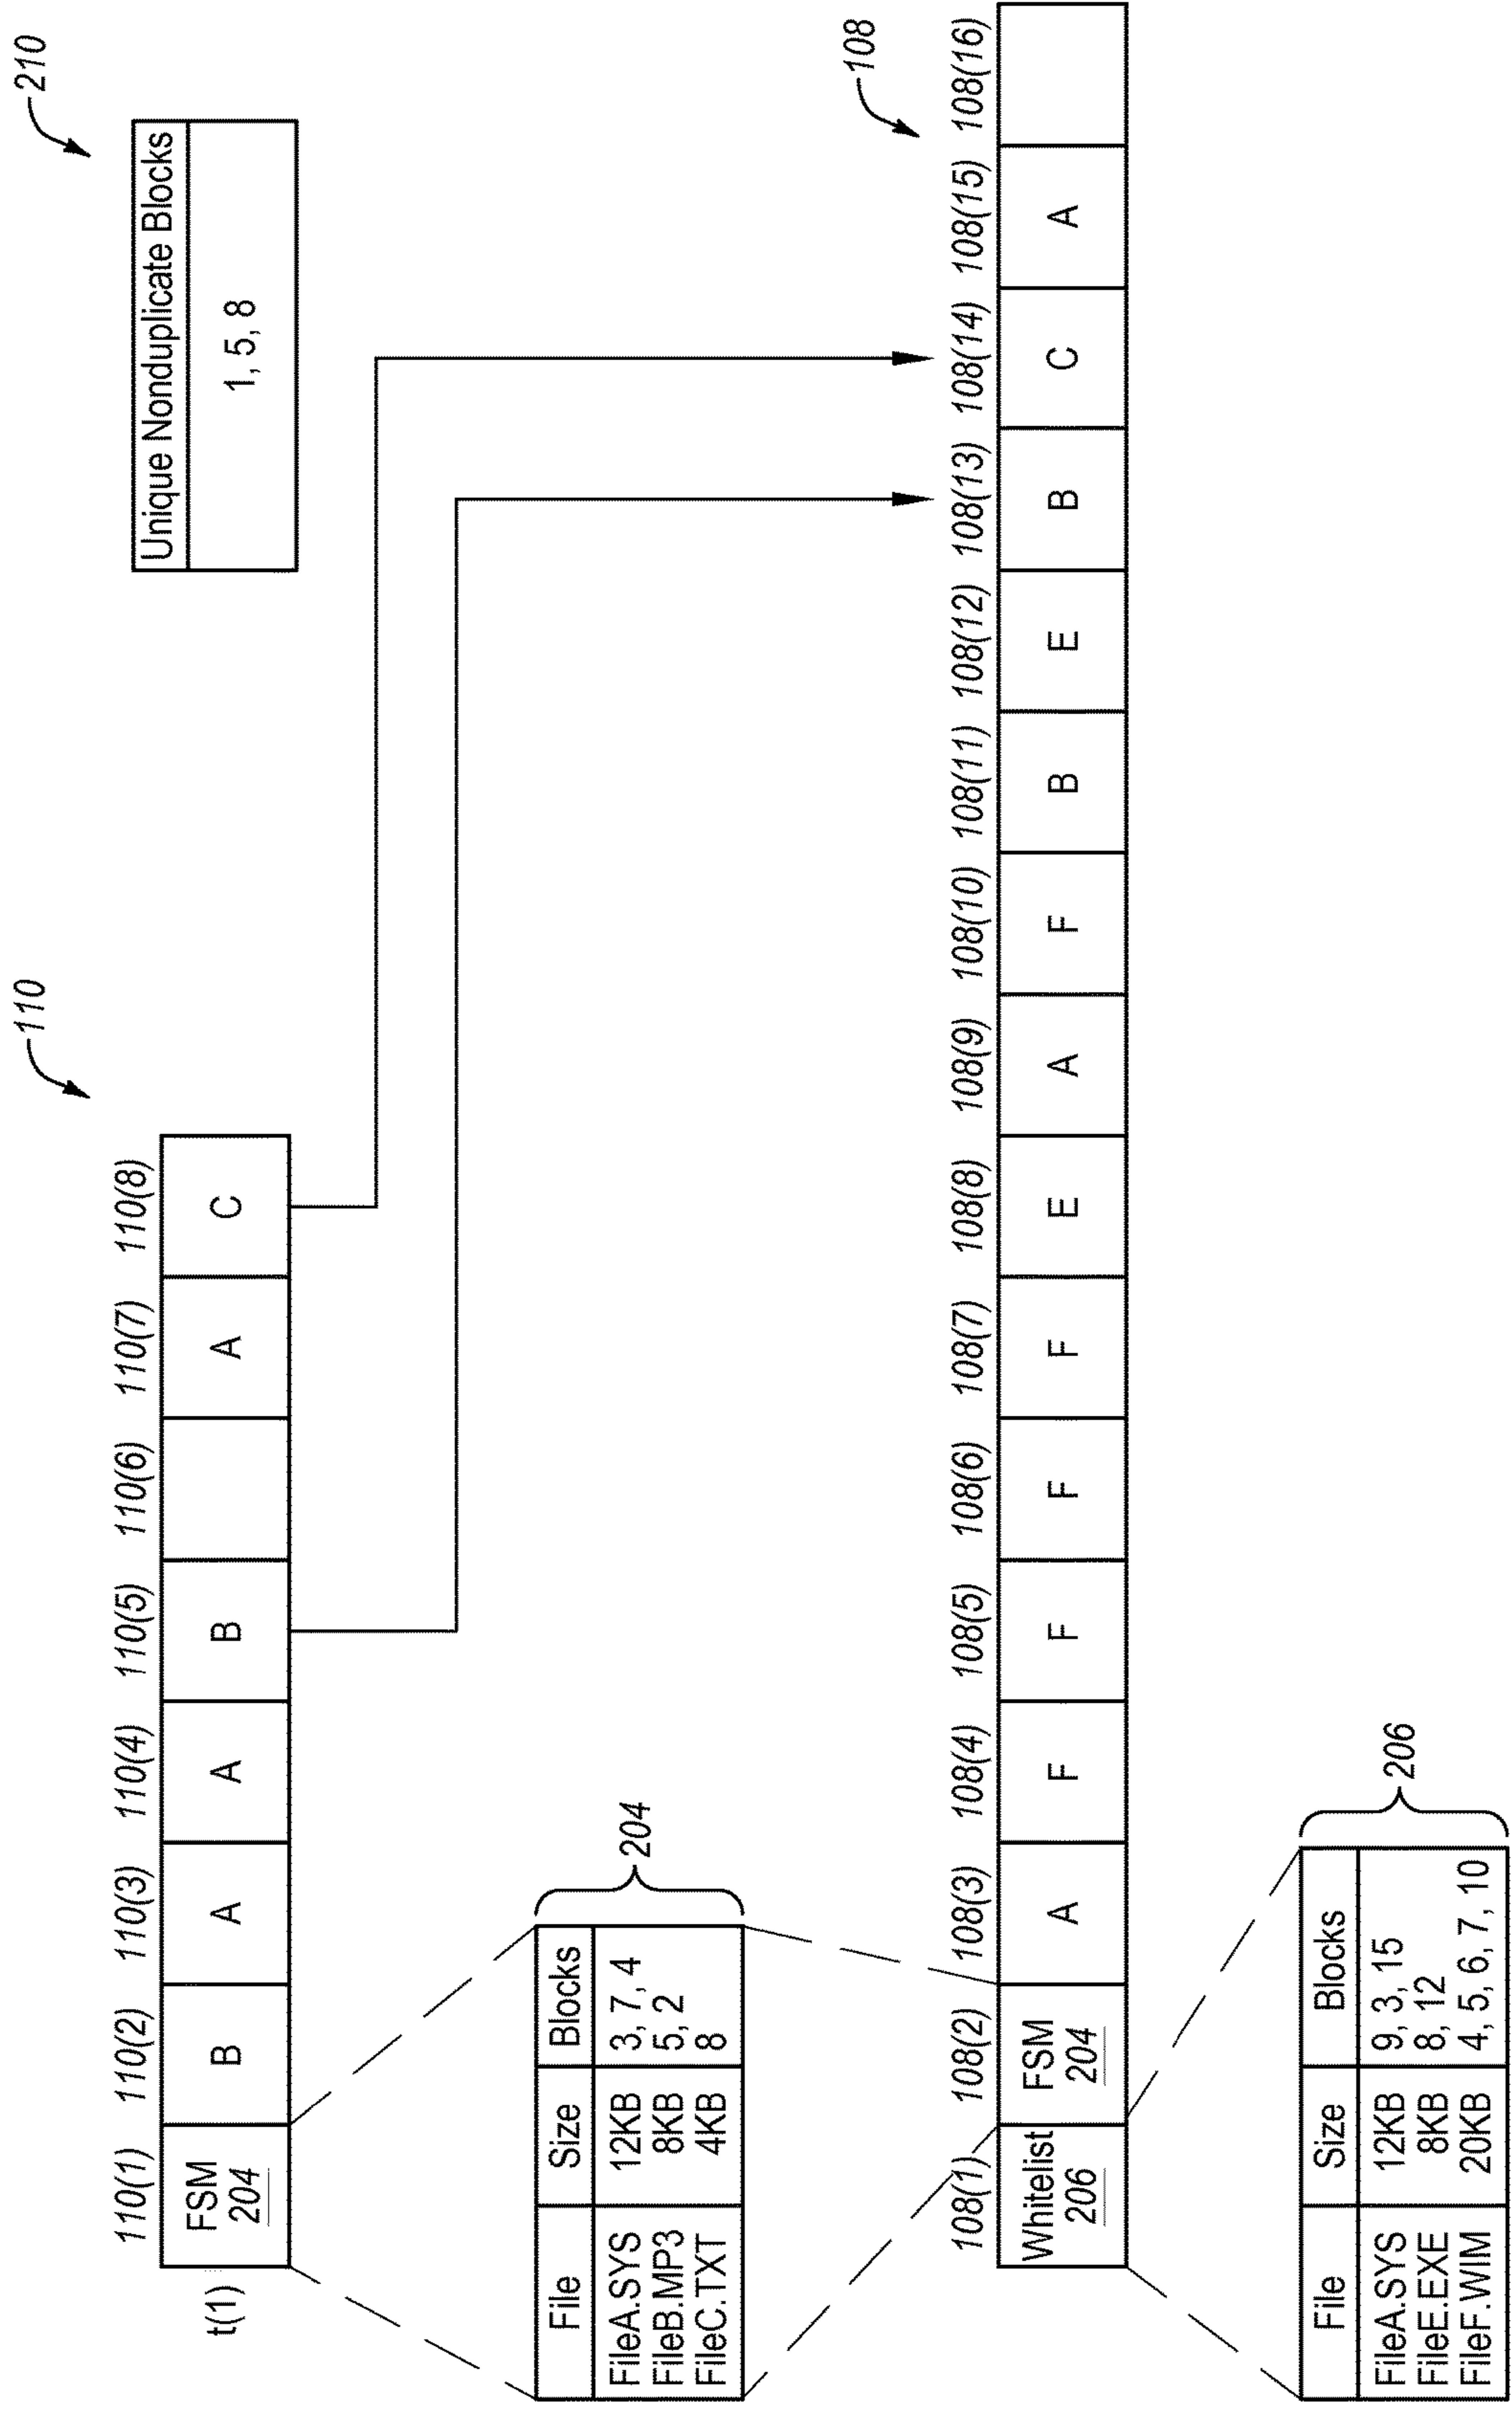 210
Unique Nonduplicate Blocks
1, 5, 8
110
110(1) 110(2) 110(3) 110(4) 110(5) 110(6) 110(7) 110(8)
t(1)
FSM
204
B A A B A C
204
File Size Blocks
FileA.SYS 12KB 3, 7, 4
FileB.MP3 8KB 5, 2
FileC.TXT 4KB 8
108
108(1) 108(2) 108(3) 108(4) 108(5) 108(6) 108(7) 108(8) 108(9) 108(10) 108(11) 108(12) 108(13) 108(14) 108(15) 108(16)
Whitelist
206
FSM
204
A F F F F E A F B E B C A
206
File Size Blocks
FileA.SYS 12KB 9, 3, 15
FileE.EXE 8KB 8, 12
FileF.WIM 20KB 4, 5, 6, 7, 10